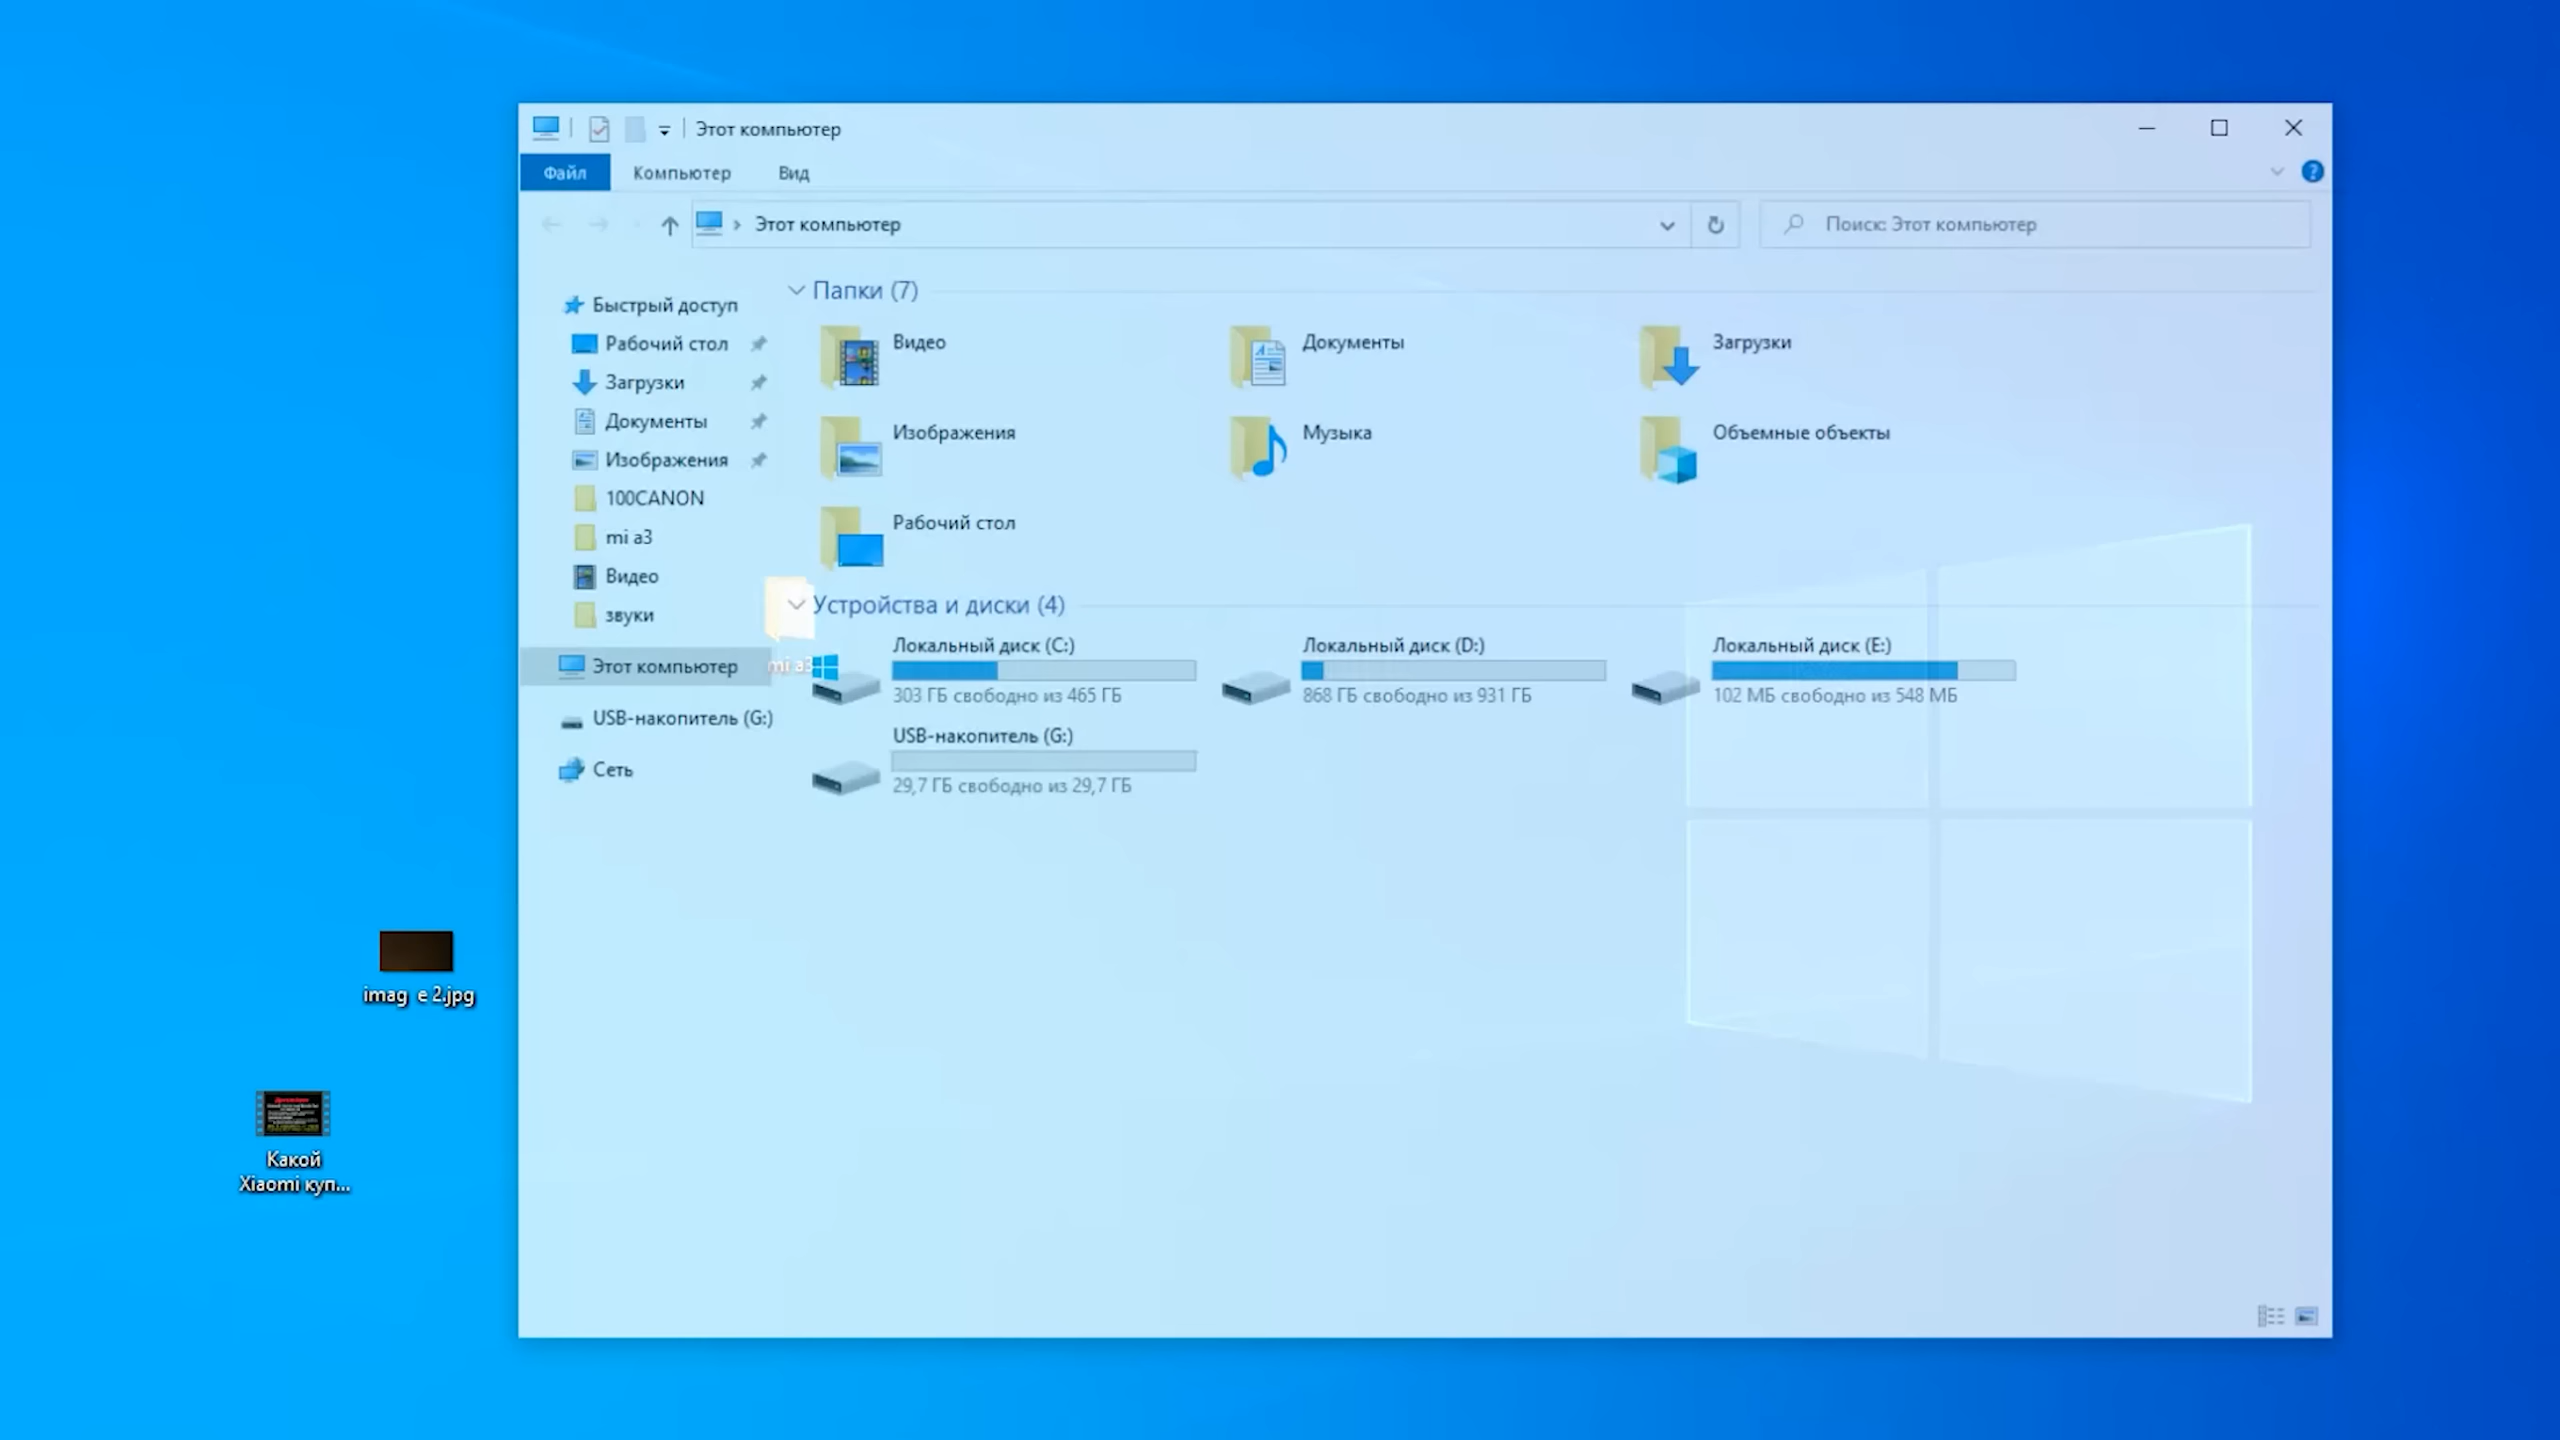 Этот компьютер
Файл Компьютер Вид
Этот компьютер
Поиск: Этот компьютер
Быстрый доступ
Рабочий стол
Загрузки
Документы
Изображения
100CANON
mi a3
Видео
звуки
Этот компьютер
USB-накопитель (G:)
Сеть
Папки (7)
Видео
Документы
Загрузки
Изображения
Музыка
Объемные объекты
Рабочий стол
mi a3
Устройства и диски (4)
Локальный диск (C:)
303 ГБ свободно из 465 ГБ
Локальный диск (D:)
868 ГБ свободно из 931 ГБ
Локальный диск (E:)
102 МБ свободно из 548 МБ
USB-накопитель (G:)
29,7 ГБ свободно из 29,7 ГБ
imag e 2.jpg
Какой
Xiaomi куп...